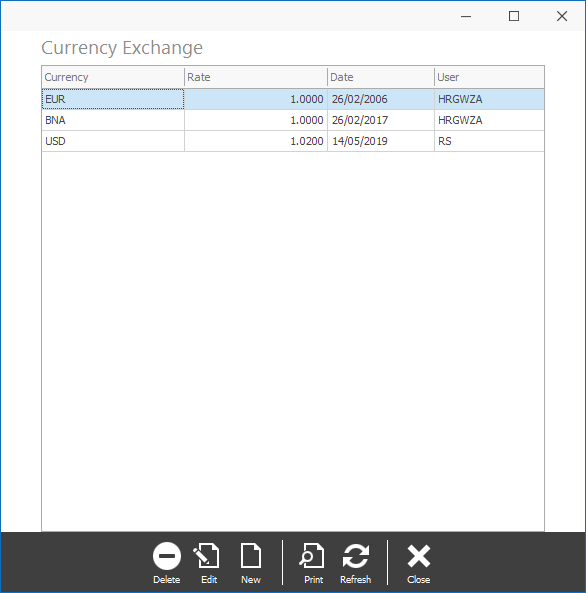 Currency Exchange
Currency Rate Date User
EUR 1.0000 26/02/2006 HRGWZA
BNA 1.0000 26/02/2017 HRGWZA
USD 1.0200 14/05/2019 RS
Delete Edit New Print Refresh Close